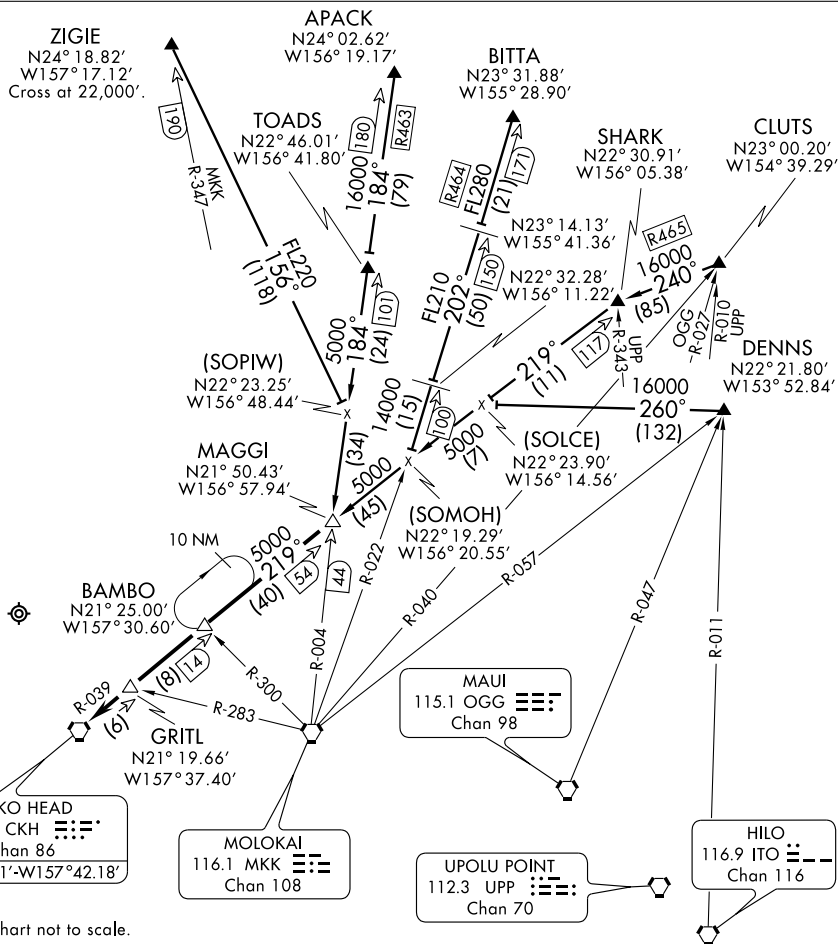 ZIGIE
N24° 18.82'
W157° 17.12'
Cross at 22,000'.
APACK
N24° 02.62'
W156° 19.17'
BITTA
N23° 31.88'
W155° 28.90'
TOADS
N22° 46.01'
W156° 41.80'
SHARK
N22° 30.91'
W156° 05.38'
CLUTS
N23° 00.20'
W154° 39.29'
190
MKK
R-347
180
R463
16000
184°
(79)
R464
FL280
(21)
171
N23° 14.13'
W155° 41.36'
R465
16000
240°
(85)
FL220
156°
(118)
101
5000
184°
(24)
FL210
202°
(50)
150
N22° 32.28'
W156° 11.22'
117
219°
(11)
UPP
R-343
OGG
R-027
R-010
UPP
DENNS
N22° 21.80'
W153° 52.84'
(SOPIW)
N22° 23.25'
W156° 48.44'
14000
(15)
100
16000
260°
(132)
(SOLCE)
N22° 23.90'
W156° 14.56'
5000
(7)
(34)
MAGGI
N21° 50.43'
W156° 57.94'
5000
(45)
(SOMOH)
N22° 19.29'
W156° 20.55'
10 NM
5000
219°
(40)
54
44
R-022
R-040
R-057
R-047
R-011
BAMBO
N21° 25.00'
W157° 30.60'
R-004
R-300
R-283
(8)
14
R-039
(6)
GRITL
N21° 19.66'
W157° 37.40'
MAUI
115.1 OGG
Chan 98
KO HEAD
CKH
han 86
1'-W157°42.18'
MOLOKAI
116.1 MKK
Chan 108
UPOLU POINT
112.3 UPP
Chan 70
HILO
116.9 ITO
Chan 116
hart not to scale.